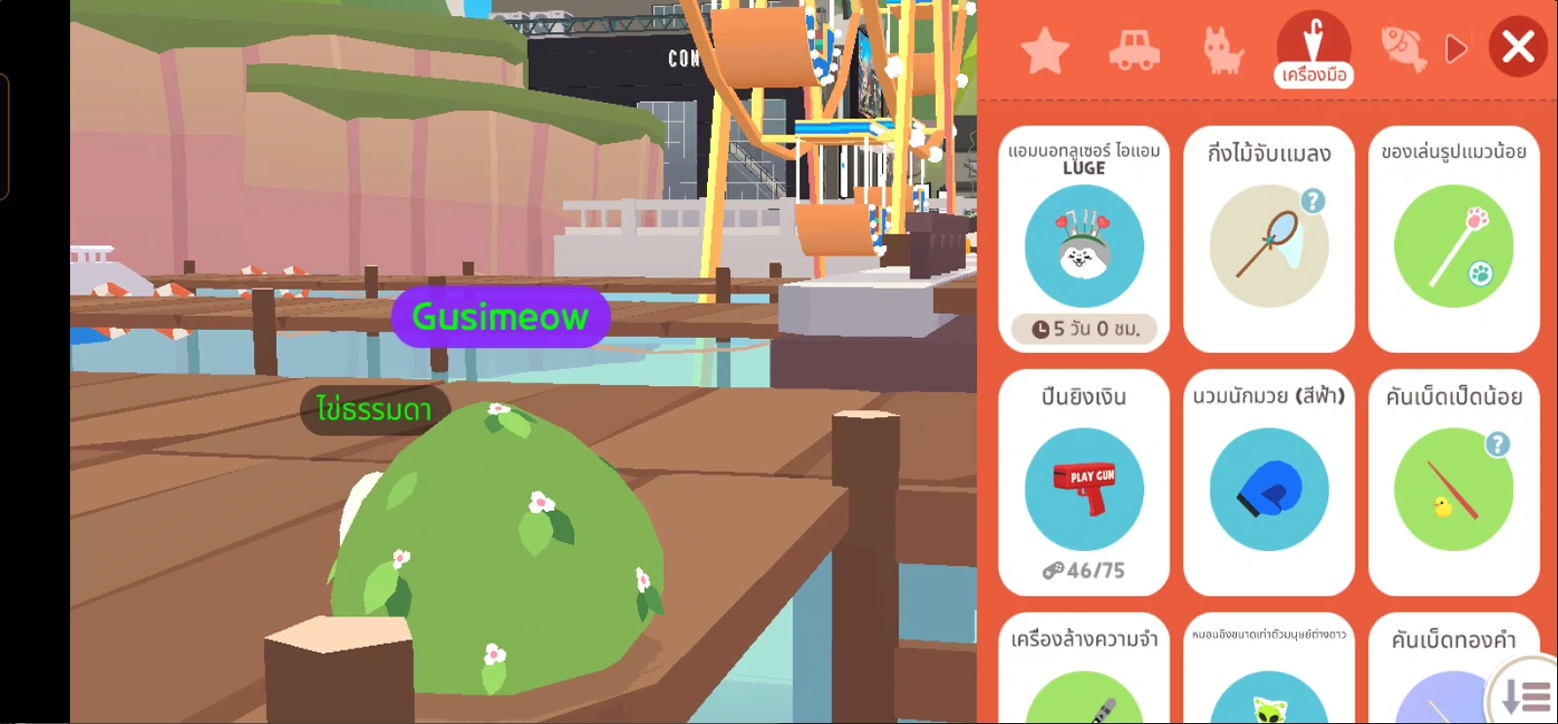 CON
Gusimeow
ไข่ธรรมดา
เครื่องมือ
แอมนอทลูเซอร์ ไอแอม
LUGE
5 วัน 0 ชม.
กิ่งไม้จับแมลง
?
ของเล่นรูปแมวน้อย
ปืนยิงเงิน
PLAY GUN
46/75
นวมนักมวย (สีฟ้า)
คันเบ็ดเป็ดน้อย
?
เครื่องล้างความจำ
หมอนอิงขนาดเท่าตัวมนุษย์ต่างดาว
คันเบ็ดทองคำ